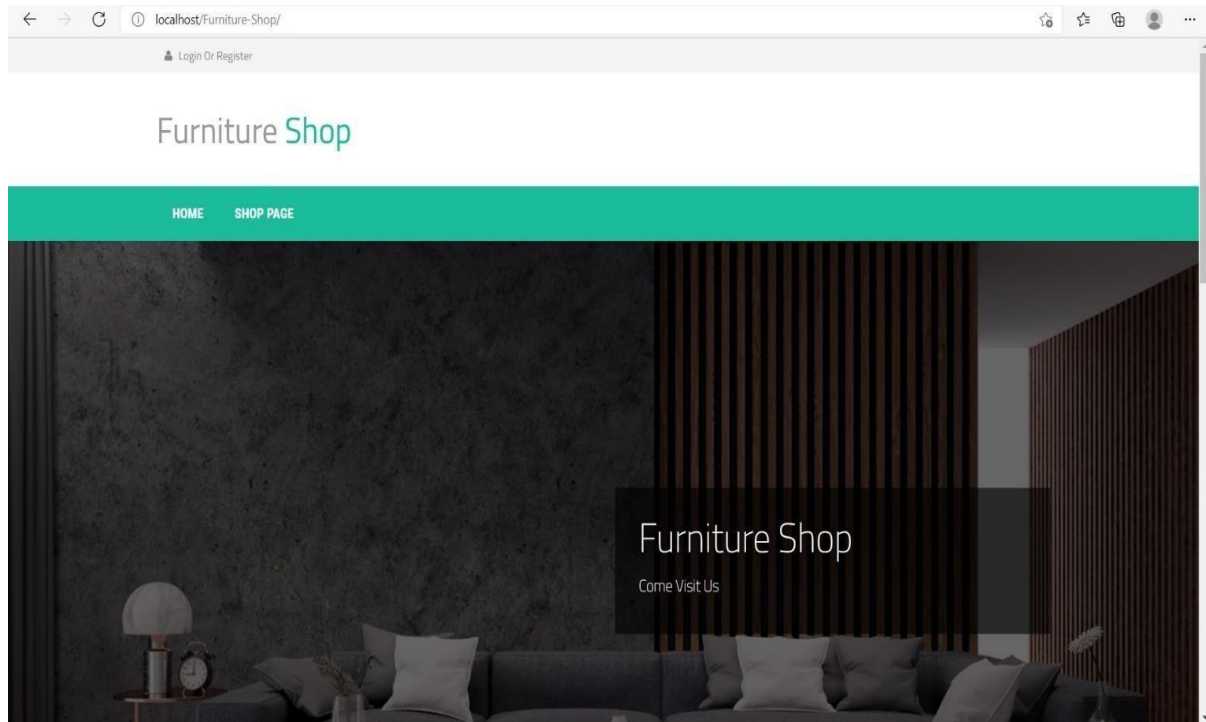 localhost/Furniture-Shop/
Login Or Register
Furniture Shop
HOME SHOP PAGE
Furniture Shop
Come Visit Us